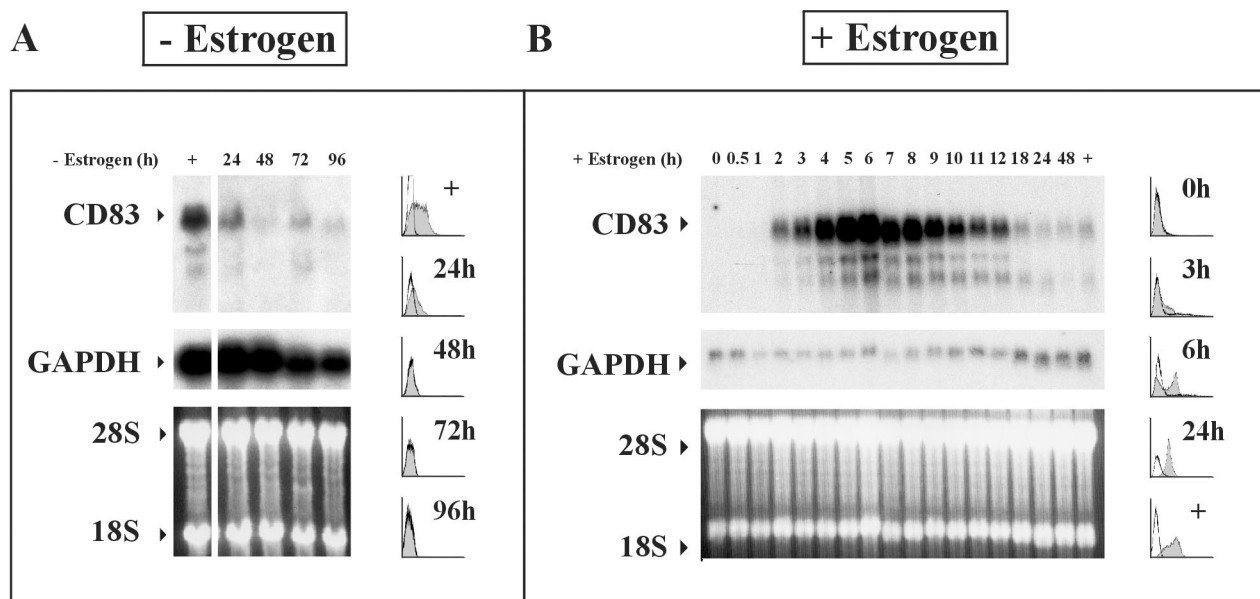 A
- Estrogen
B
+ Estrogen
- Estrogen (h) + 24 48 72 96
CD83
GAPDH
28S
18S
+
24h
48h
72h
96h
+ Estrogen (h) 0 0.5 1 2 3 4 5 6 7 8 9 10 11 12 18 24 48 +
CD83
GAPDH
28S
18S
0h
3h
6h
24h
+